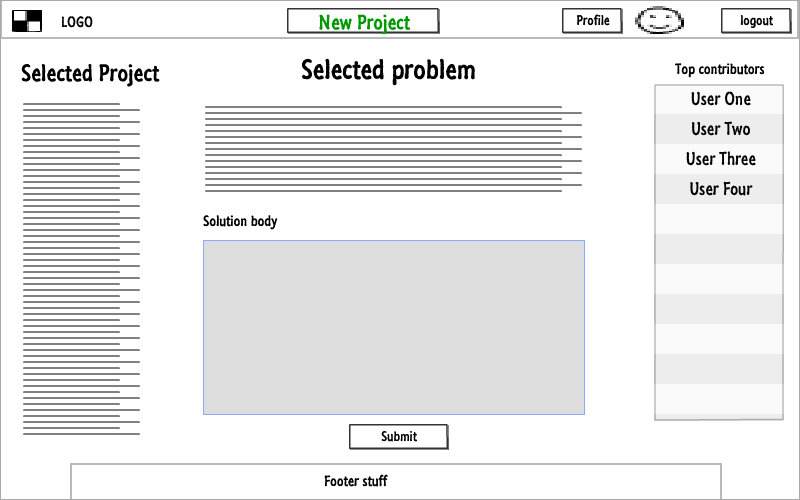 LOGO
New Project
Profile
logout
Selected Project
Selected problem
Top contributors
User One
User Two
User Three
User Four
Solution body
Submit
Footer stuff